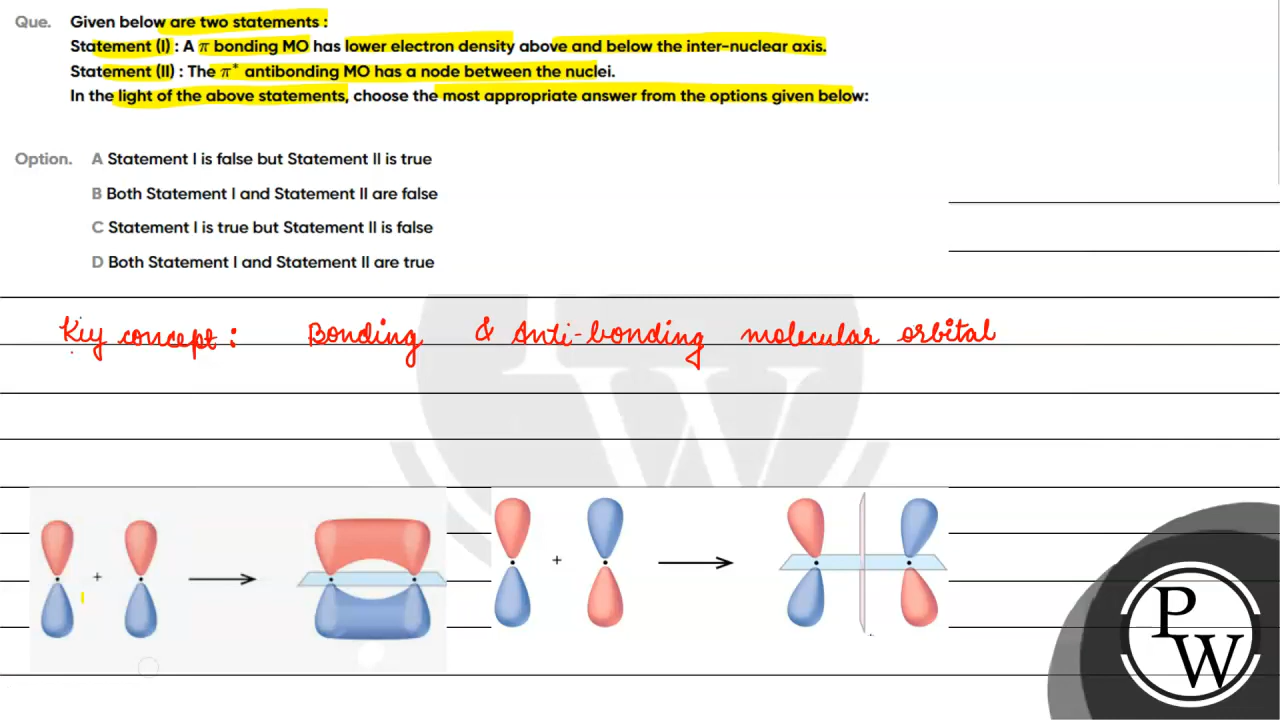 Que. Given below are two statements :
Statement (I) : A π bonding MO has lower electron density above and below the inter-nuclear axis.
Statement (II) : The π* antibonding MO has a node between the nuclei.
In the light of the above statements, choose the most appropriate answer from the options given below:
Option. A Statement I is false but Statement II is true
B Both Statement I and Statement II are false
C Statement I is true but Statement II is false
D Both Statement I and Statement II are true
Key concept : Bonding & Anti-bonding molecular orbital
+
+
P
W
W